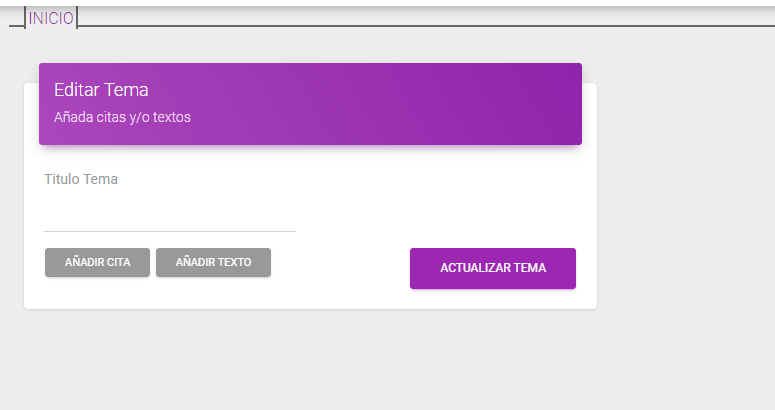 INICIO
Editar Tema
Añada citas y/o textos
Titulo Tema
AÑADIR CITA AÑADIR TEXTO ACTUALIZAR TEMA